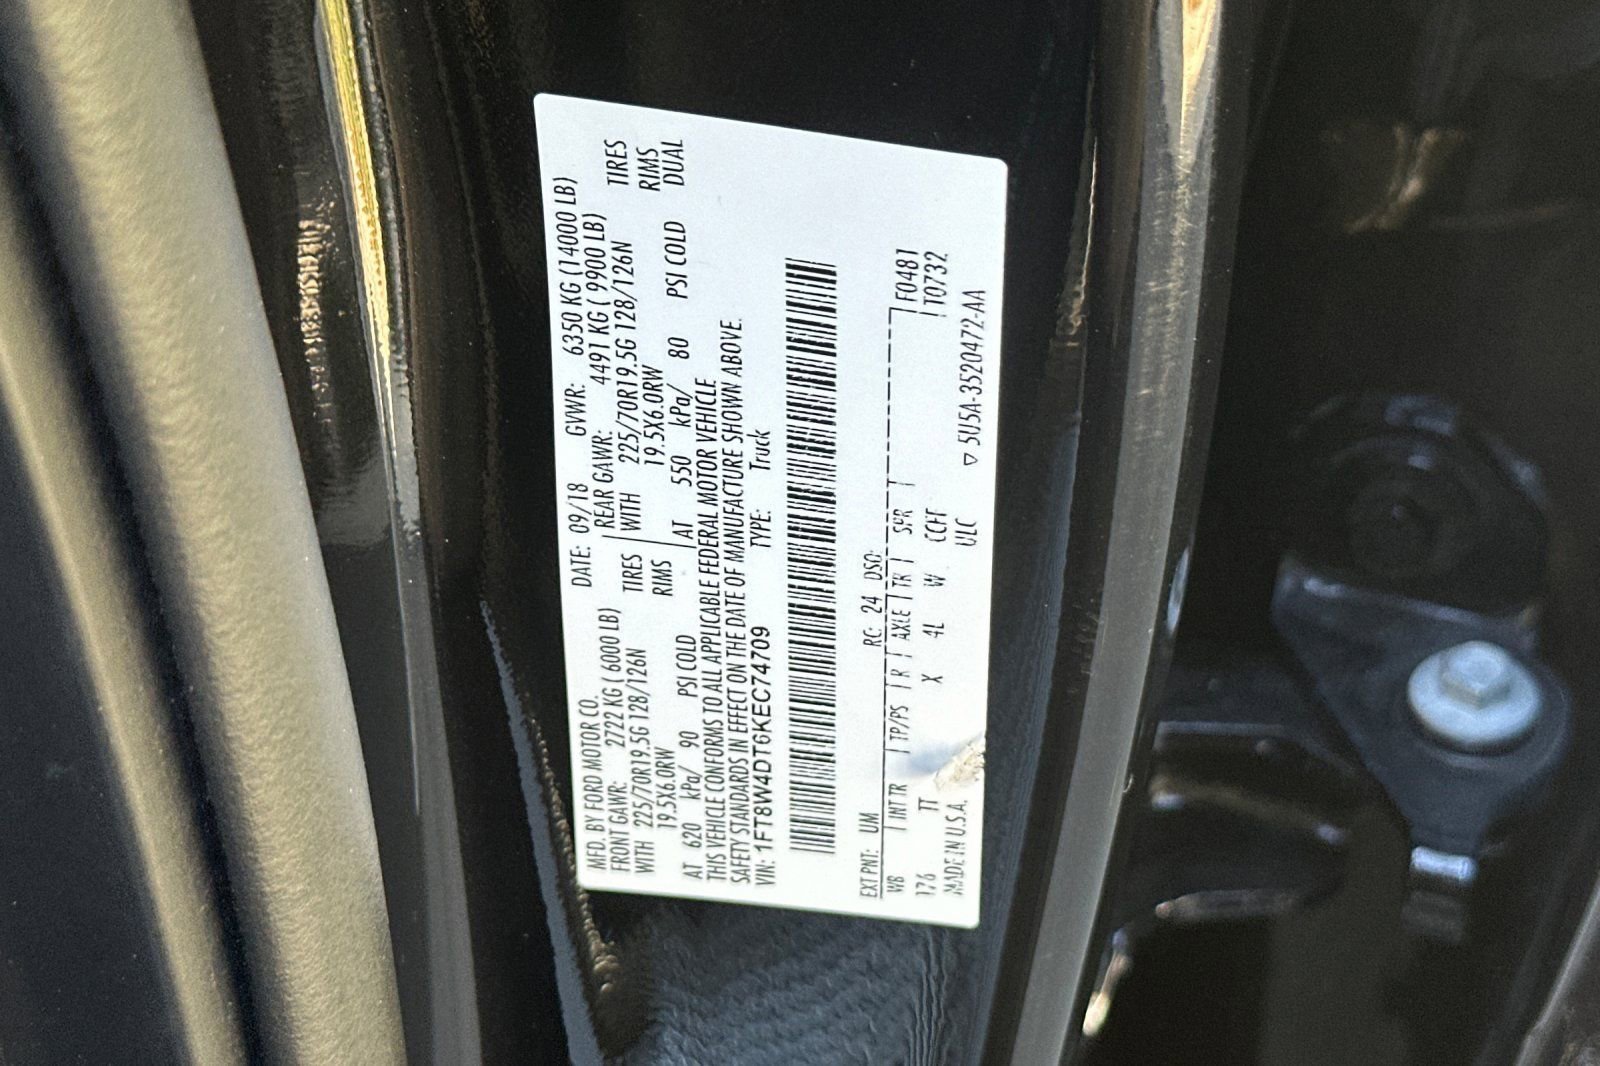 MFD. BY FORD MOTOR CO.
DATE: 09/18 GVWR: 6350 KG (14000 LB)
FRONT GAWR: 2722 KG ( 6000 LB) REAR GAWR: 4491 KG ( 9900 LB)
WITH 225/70R19.5G 128/126N TIRES WITH 225/70R19.5G 128/126N TIRES
19.5X6.0RW RIMS 19.5X6.0RW RIMS
AT 620 kPa/ 90 PSI COLD AT 550 kPa/ 80 PSI COLD DUAL
THIS VEHICLE CONFORMS TO ALL APPLICABLE FEDERAL MOTOR VEHICLE
SAFETY STANDARDS IN EFFECT ON THE DATE OF MANUFACTURE SHOWN ABOVE.
VIN: 1FT8W4DT6KEC74709 TYPE: Truck
EXT PNT: UM RC: 24 DSO:
WB INT TR TP/PS R AXLE TR SPR F0481
176 TT X 4L W CCFT T0732
MADE IN U.S.A. ULC ▽ 5U5A-3520472-AA